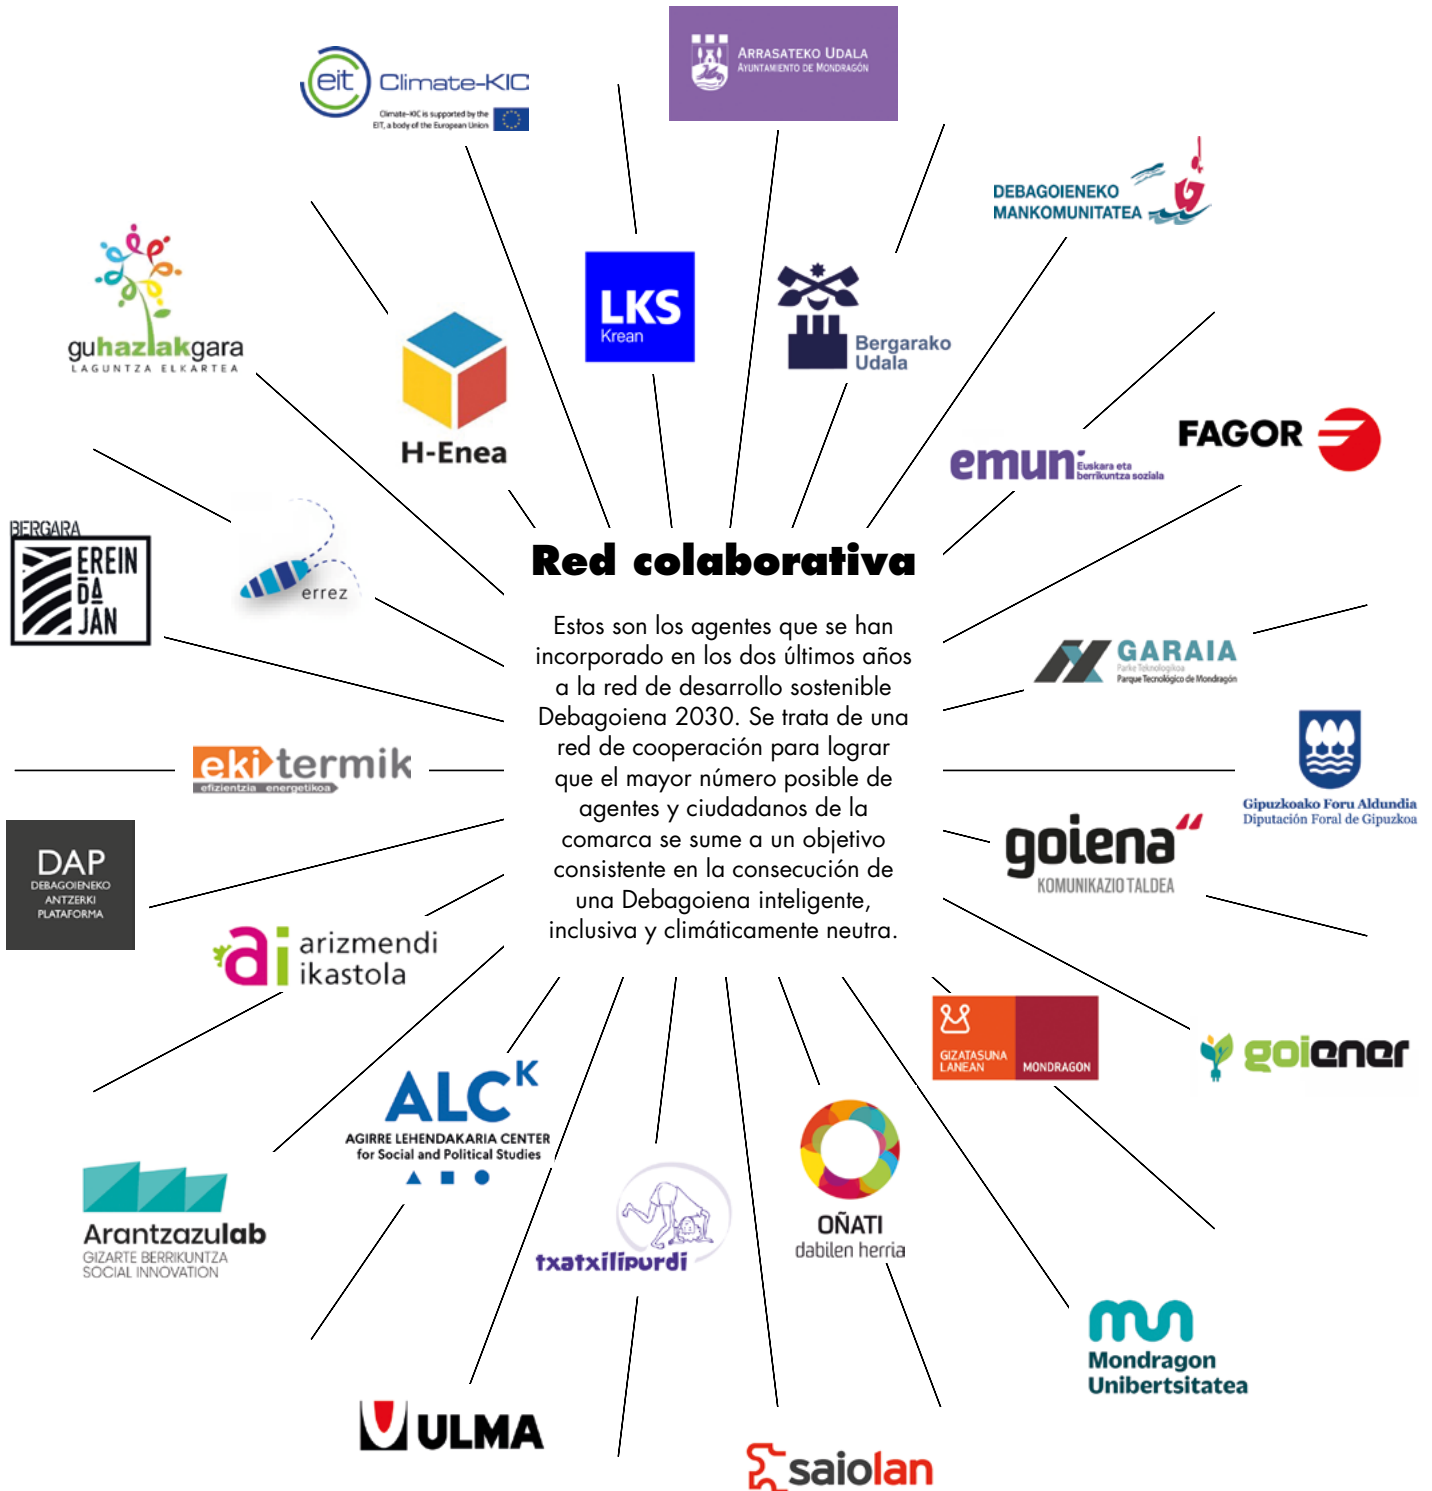 ARRASATEKO UDALA
AYUNTAMIENTO DE MONDRAGÓN
eit Climate-KIC
Climate-KIC is supported by the
EIT, a body of the European Union
DEBAGOIENEKO
MANKOMUNITATEA
guhazIakgara
LAGUNTZA ELKARTEA
LKS
Krean
Bergarako
Udala
H-Enea
FAGOR
emun
Euskara eta
berrikuntza soziala
BERGARA
EREIN
DA
JAN
errez
Red colaborativa
Estos son los agentes que se han
incorporado en los dos últimos años
a la red de desarrollo sostenible
Debagoiena 2030. Se trata de una
red de cooperación para lograr
que el mayor número posible de
agentes y ciudadanos de la
comarca se sume a un objetivo
consistente en la consecución de
una Debagoiena inteligente,
inclusiva y climáticamente neutra.
GARAIA
Parke Teknologikoa
Parque Tecnológico de Mondragón
ekitermik
efizientzia energetikoa
Gipuzkoako Foru Aldundia
Diputación Foral de Gipuzkoa
DAP
DEBAGOIENEKO
ANTZERKI
PLATAFORMA
goiena
KOMUNIKAZIO TALDEA
ai arizmendi
ikastola
GIZATASUNA
LANEAN
MONDRAGON
goiener
ALCK
AGIRRE LEHENDAKARIA CENTER
for Social and Political Studies
Arantzazulab
GIZARTE BERRIKUNTZA
SOCIAL INNOVATION
txatxilipurdi
OÑATI
dabilen herria
Mondragon
Unibertsitatea
ULMA
saiolan